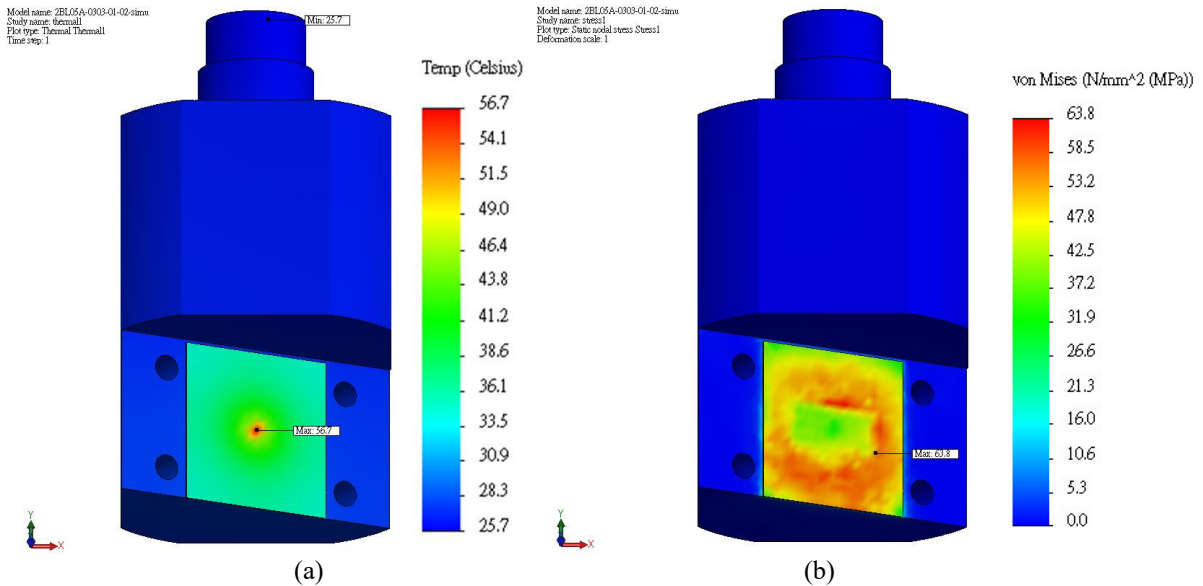 Model name: 2BL05A-0303-01-02-simu
Study name: thermal1
Plot type: Thermal Thermal1
Time step: 1
Min: 25.7
Temp (Celsius)
56.7
54.1
51.5
49.0
46.4
43.8
41.2
38.6
36.1
33.5
30.9
28.3
25.7
Max: 56.7
Y
X
(a)
Model name: 2BL05A-0303-01-02-simu
Study name: stress1
Plot type: Static nodal stress Stress1
Deformation scale: 1
von Mises (N/mm^2 (MPa))
63.8
58.5
53.2
47.8
42.5
37.2
31.9
26.6
21.3
16.0
10.6
5.3
0.0
Max: 63.8
Y
X
(b)